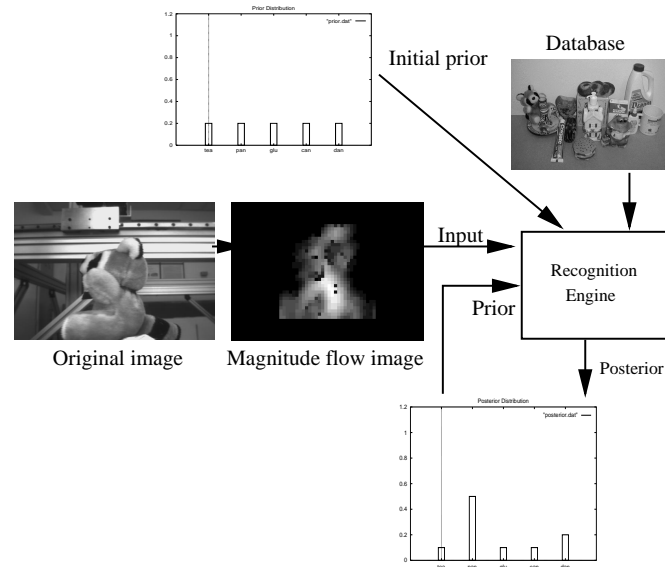 Prior Distribution
"prior.dat"
1.2
1
0.8
0.6
0.4
0.2
0
tea pan glu can dan
Initial prior
Database
Input
Recognition
Engine
Prior
Original image
Magnitude flow image
Posterior
Posterior Distribution
"posterior.dat"
1.2
1
0.8
0.6
0.4
0.2
0